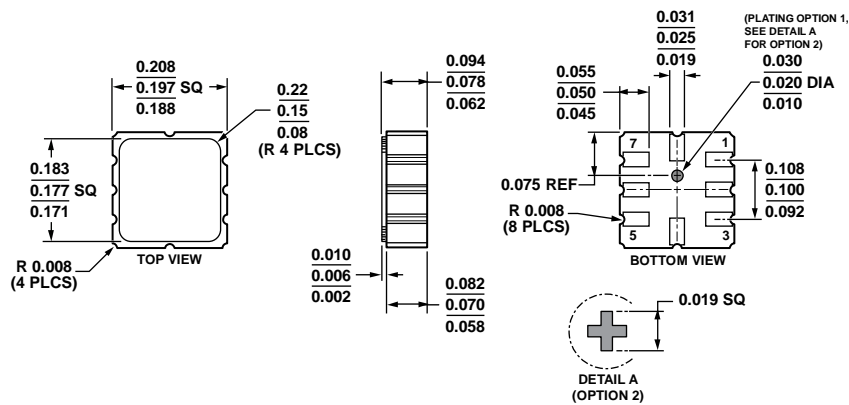 0.208
0.197 SQ
0.188
0.22
0.15
0.08
(R 4 PLCS)
0.183
0.177 SQ
0.171
R 0.008
(4 PLCS)
TOP VIEW
0.094
0.078
0.062
0.010
0.006
0.002
0.082
0.070
0.058
0.031
0.025
0.019
(PLATING OPTION 1,
SEE DETAIL A
FOR OPTION 2)
0.030
0.020 DIA
0.010
0.055
0.050
0.045
0.075 REF
R 0.008
(8 PLCS)
7
1
5
3
0.108
0.100
0.092
BOTTOM VIEW
0.019 SQ
DETAIL A
(OPTION 2)